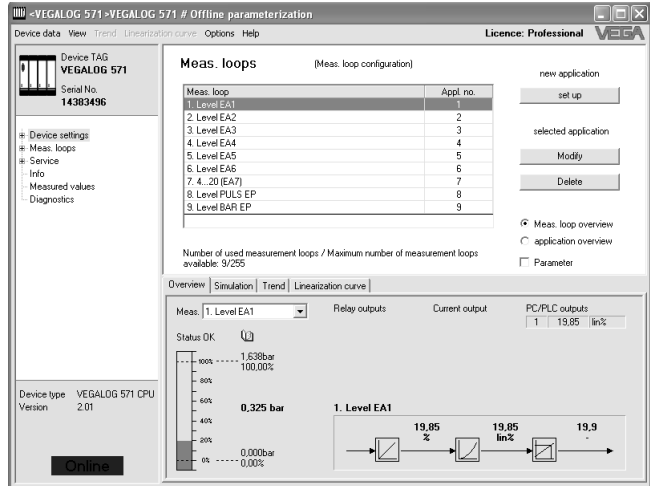 <VEGALOG 571>VEGALOG 571 # Offline parameterization
Device data View Trend Linearization curve Options Help Licence: Professional VEGA
Device TAG
VEGALOG 571
Serial No.
14383496
Device settings
Meas. loops
Service
Info
Measured values
Diagnostics
Device type VEGALOG 571 CPU
Version 2.01
Online
Meas. loops (Meas. loop configuration)
Meas. loop Appl. no.
1. Level EA1 1
2. Level EA2 2
3. Level EA3 3
4. Level EA4 4
5. Level EA5 5
6. Level EA6 6
7. 4...20 (EA7) 7
8. Level PULS EP 8
9. Level BAR EP 9
Number of used measurement loops / Maximum number of measurement loops
available: 9/255
new application
set up
selected application
Modify
Delete
Meas. loop overview
application overview
Parameter
Overview Simulation Trend Linearization curve
Meas. 1. Level EA1 Relay outputs Current output PC/PLC outputs
1 19,85 lin%
Status OK
100% 1,638bar
100,00%
80%
60%
0,325 bar
40%
20%
0% 0,000bar
0,00%
1. Level EA1
19,85 19,85 19,9
% lin% -